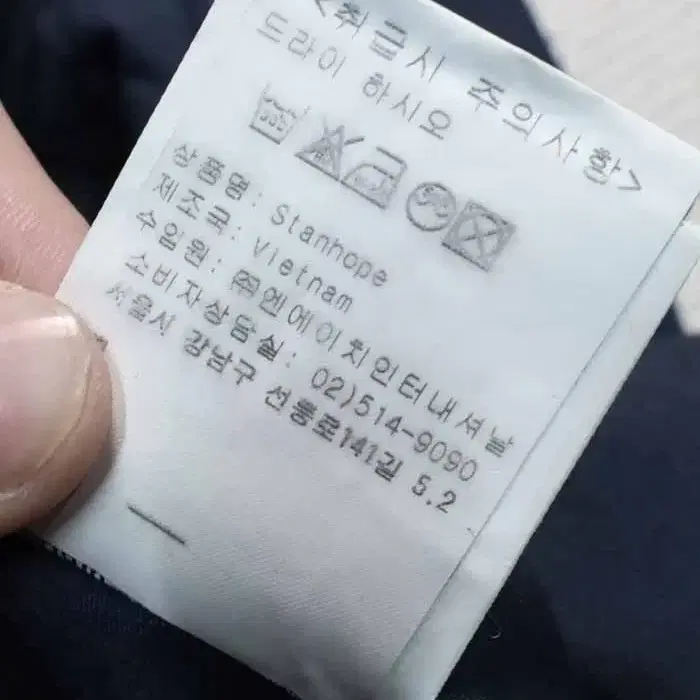 <취급시 주의사항>
드라이 하시오
상품명: Stanhope
제조국: Vietnam
수입원: ㈜엔에이치인터내셔날
소비자상담실: 02)514-9090
서울시 강남구 선릉로141길 5.2